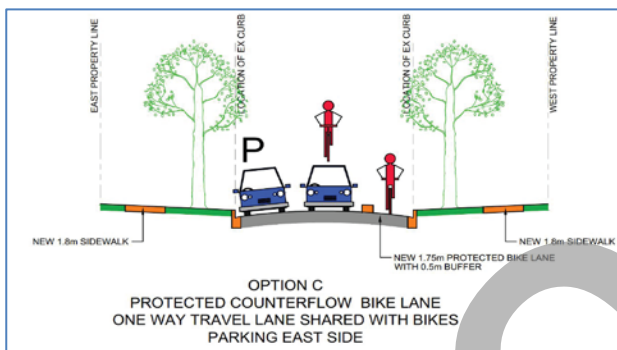 EAST PROPERTY LINE
LOCATION OF EX CURB
LOCATION OF EX CURB
WEST PROPERTY LINE
P
NEW 1.8m SIDEWALK
NEW 1.8m SIDEWALK
NEW 1.75m PROTECTED BIKE LANE
WITH 0.5m BUFFER
OPTION C
PROTECTED COUNTERFLOW BIKE LANE
ONE WAY TRAVEL LANE SHARED WITH BIKES
PARKING EAST SIDE